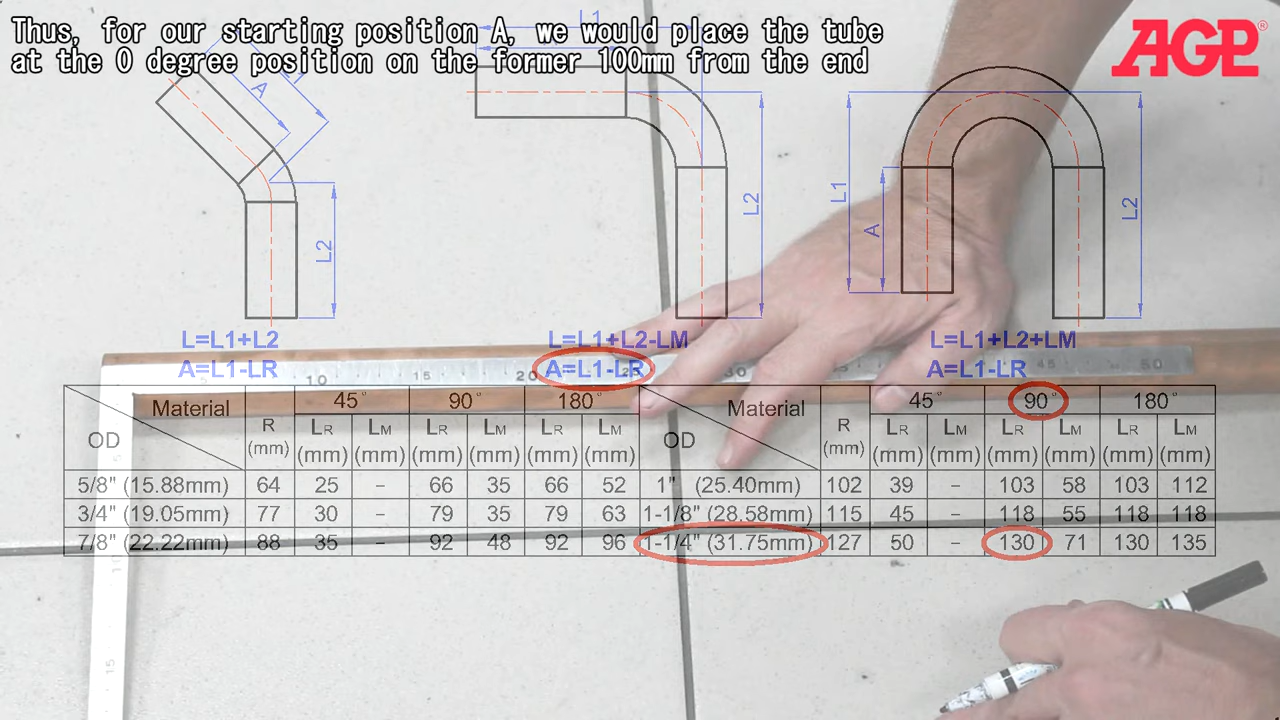 Thus, for our starting position A, we would place the tube
at the 0 degree position on the former 100mm from the end
AGP®
L1
A
L2
L2
L1
A
L2
L=L1+L2
L=L1+L2-LM
L=L1+L2+LM
A=L1-LR
A=L1-LR
A=L1-LR
10 15 20 30 45 50
Material 45° 90° 180° Material 45° 90° 180°
OD R LR LM LR LM LR LM OD R LR LM LR LM LR LM
(mm) (mm) (mm) (mm) (mm) (mm) (mm) (mm) (mm) (mm) (mm) (mm) (mm) (mm)
5/8" (15.88mm) 64 25 - 66 35 66 52 1" (25.40mm) 102 39 - 103 58 103 112
3/4" (19.05mm) 77 30 - 79 35 79 63 1-1/8" (28.58mm) 115 45 - 118 55 118 118
7/8" (22.22mm) 88 35 - 92 48 92 96 1-1/4" (31.75mm) 127 50 - 130 71 130 135
15